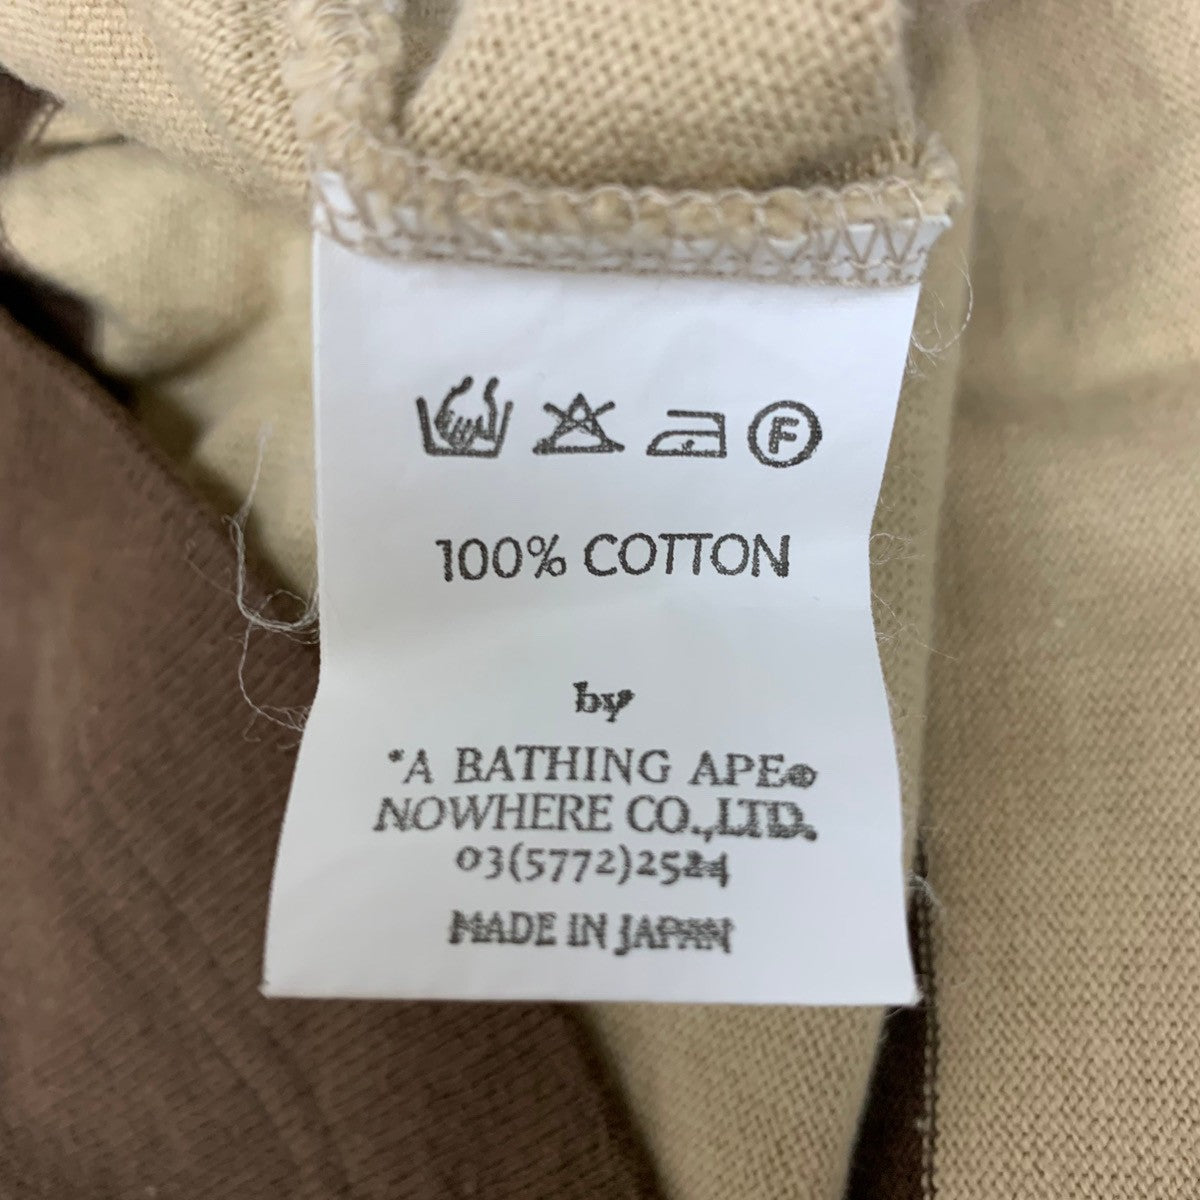 F
100% COTTON
by
*A BATHING APE®
NOWHERE CO.,LTD.
03(5772)2524
MADE IN JAPAN